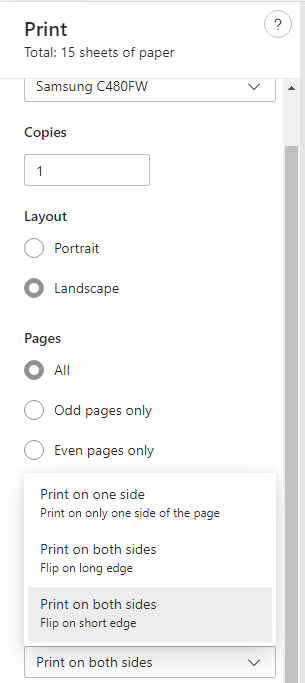 Print
?
Total: 15 sheets of paper
Samsung C480FW
Copies
1
Layout
Portrait
Landscape
Pages
All
Odd pages only
Even pages only
Print on one side
Print on only one side of the page
Print on both sides
Flip on long edge
Print on both sides
Flip on short edge
Print on both sides